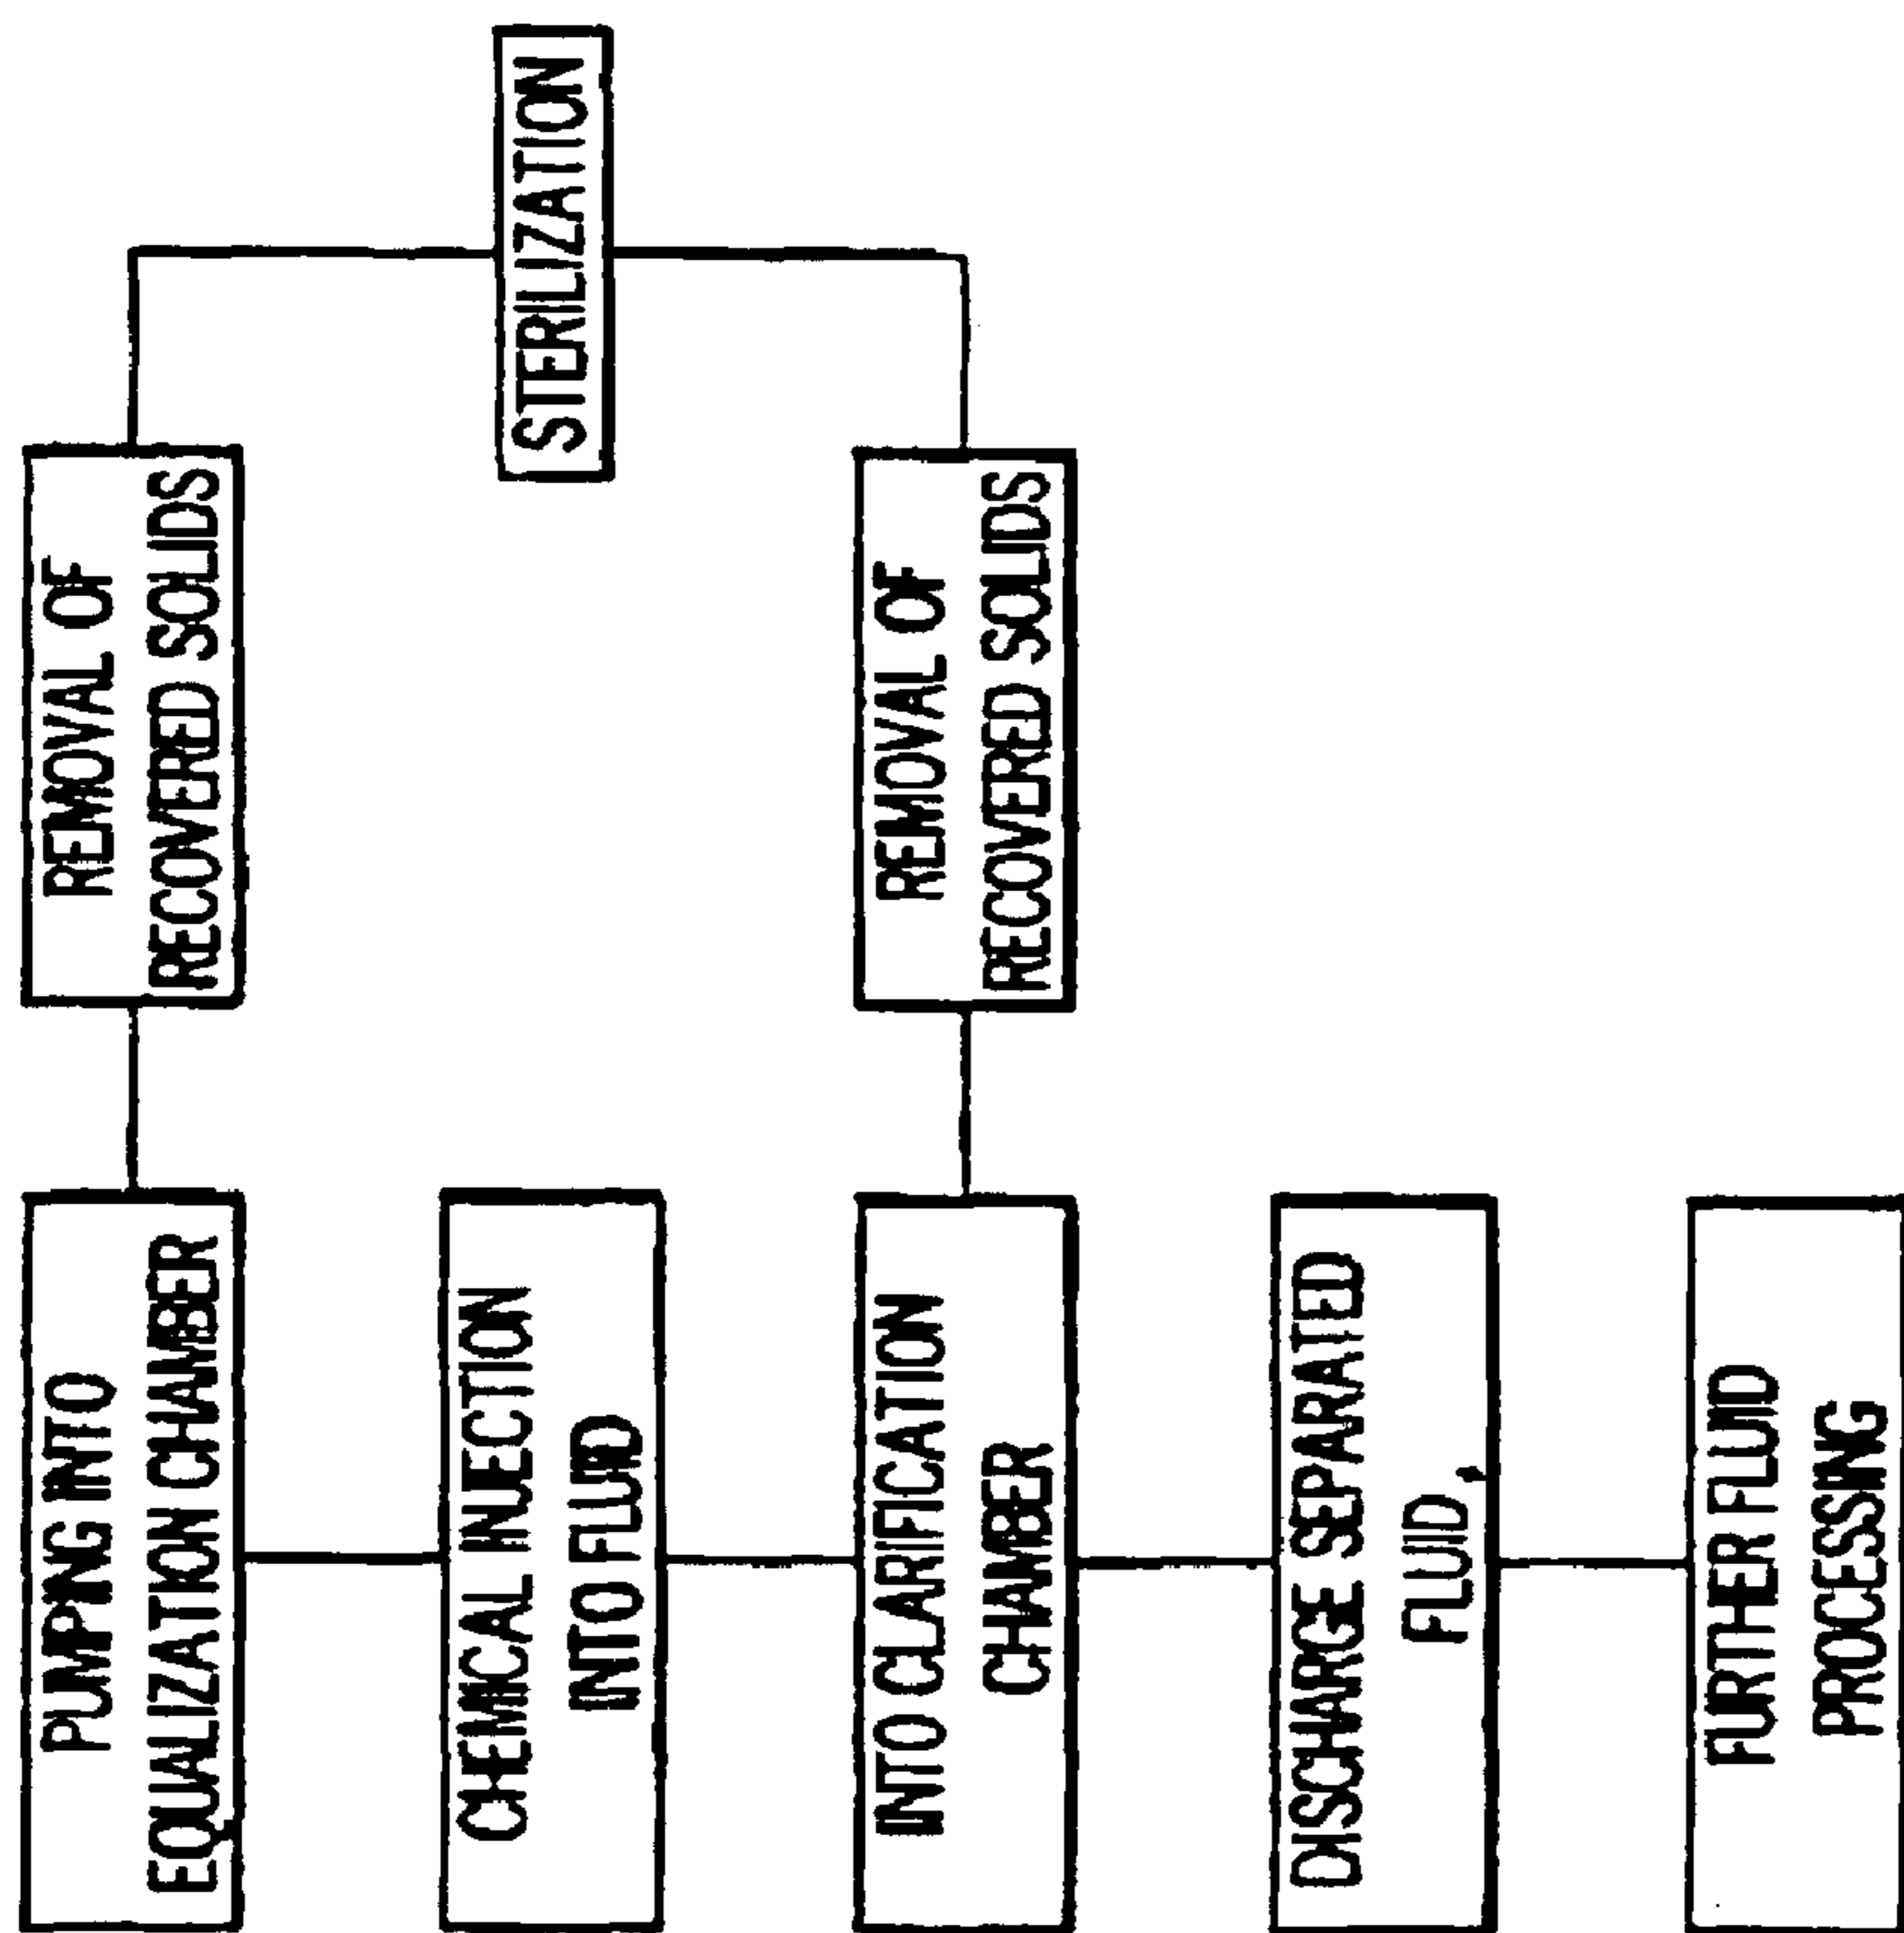 PUMPING INTO
EQUALIZATION CHAMBER
REMOVAL OF
RECOVERED SOLIDS
STERILIZATION
CHEMICAL INJECTION
INTO FLUID
INTO CLARIFICATION
CHAMBER
REMOVAL OF
RECOVERED SOLIDS
DISCHARGE SEPARATED
FLUID
FURTHER FLUID
PROCESSING